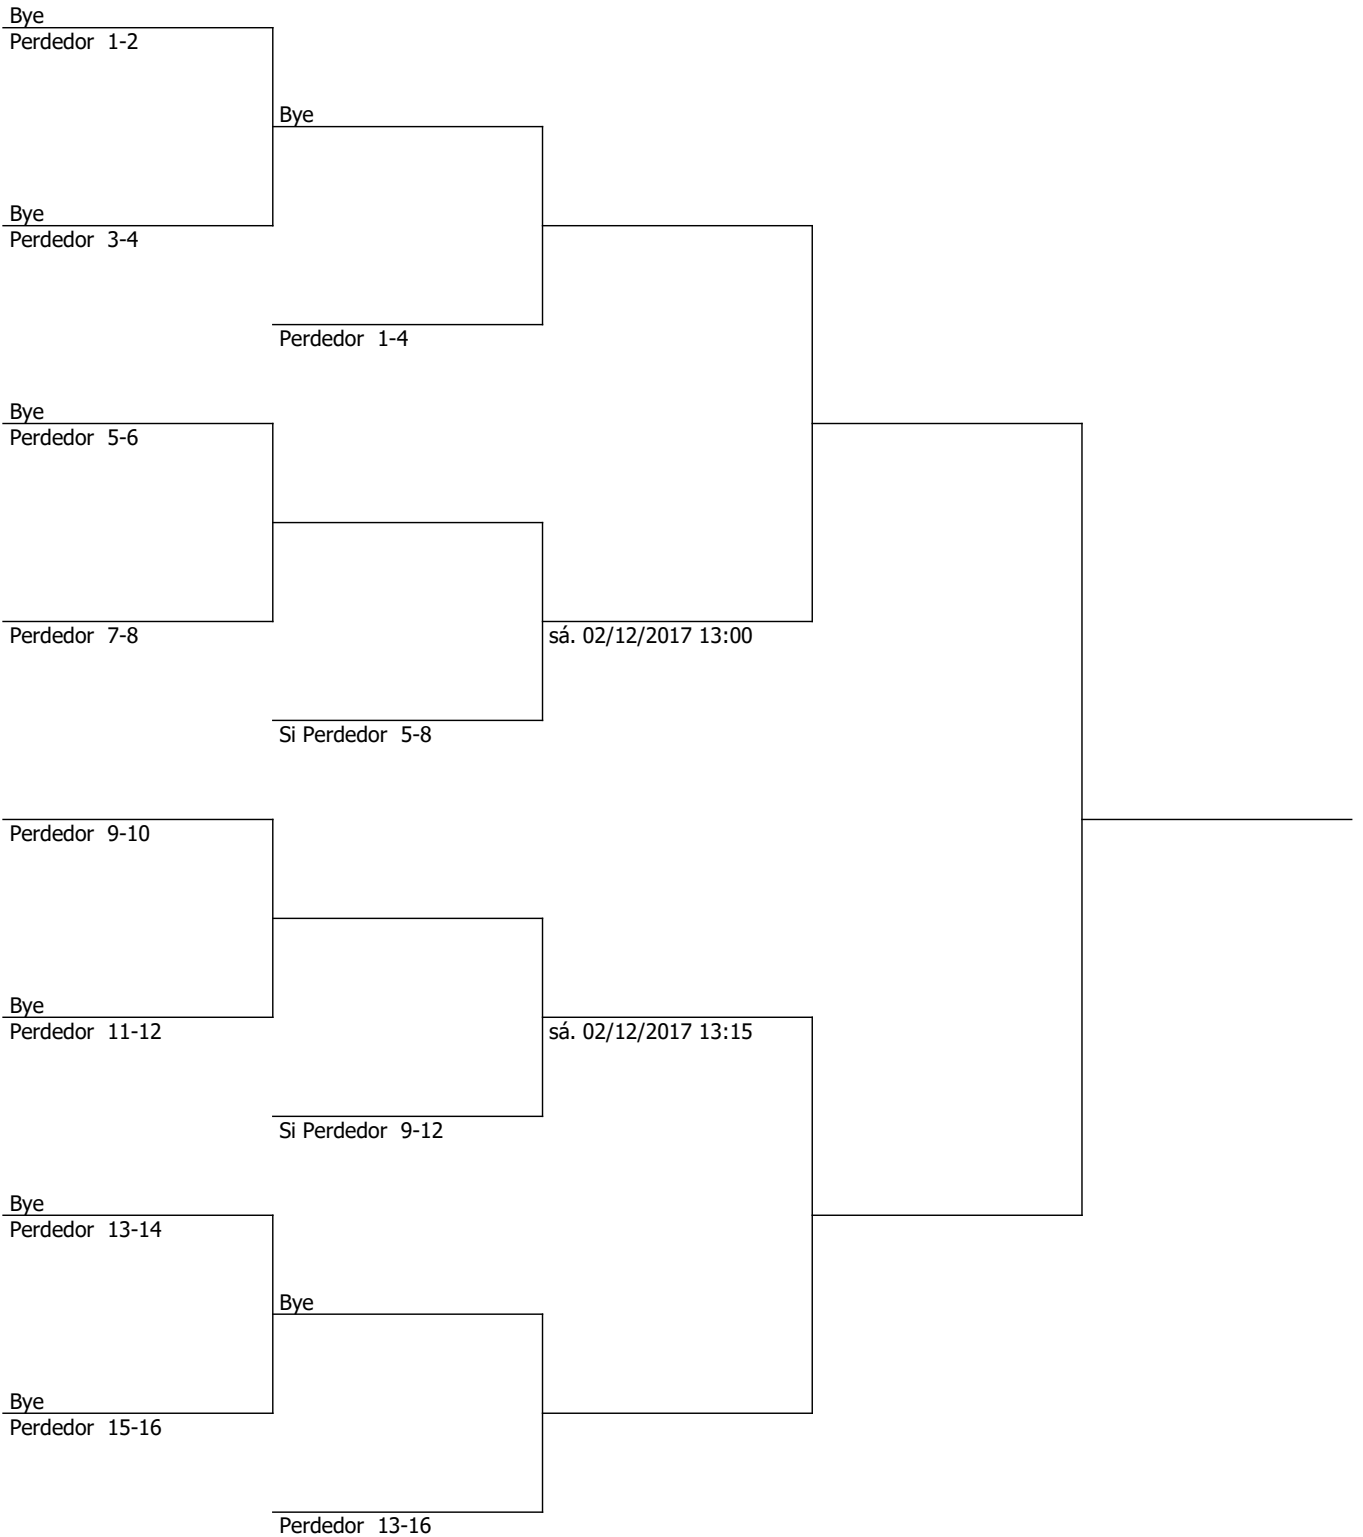 Bye
Perdedor 1-2
Bye
Bye
Perdedor 3-4
Perdedor 1-4
Bye
Perdedor 5-6
Perdedor 7-8
sá. 02/12/2017 13:00
Si Perdedor 5-8
Perdedor 9-10
Bye
Perdedor 11-12
sá. 02/12/2017 13:15
Si Perdedor 9-12
Bye
Perdedor 13-14
Bye
Bye
Perdedor 15-16
Perdedor 13-16